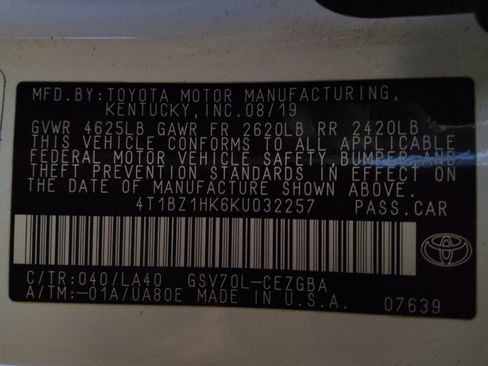 MFD. BY: TOYOTA MOTOR MANUFACTURING,
KENTUCKY, INC. 08/19
GVWR 4625LB GAWR FR 2620LB RR 2420LB
THIS VEHICLE CONFORMS TO ALL APPLICABLE
FEDERAL MOTOR VEHICLE SAFETY, BUMPER, AND
THEFT PREVENTION STANDARDS IN EFFECT ON
THE DATE OF MANUFACTURE SHOWN ABOVE.
4T1BZ1HK6KU032257 PASS.CAR
C/TR:040/LA40 GSV70L-CEZGBA
A/TM:-01A/UA80E MADE IN U.S.A. 07639
TOYOTA